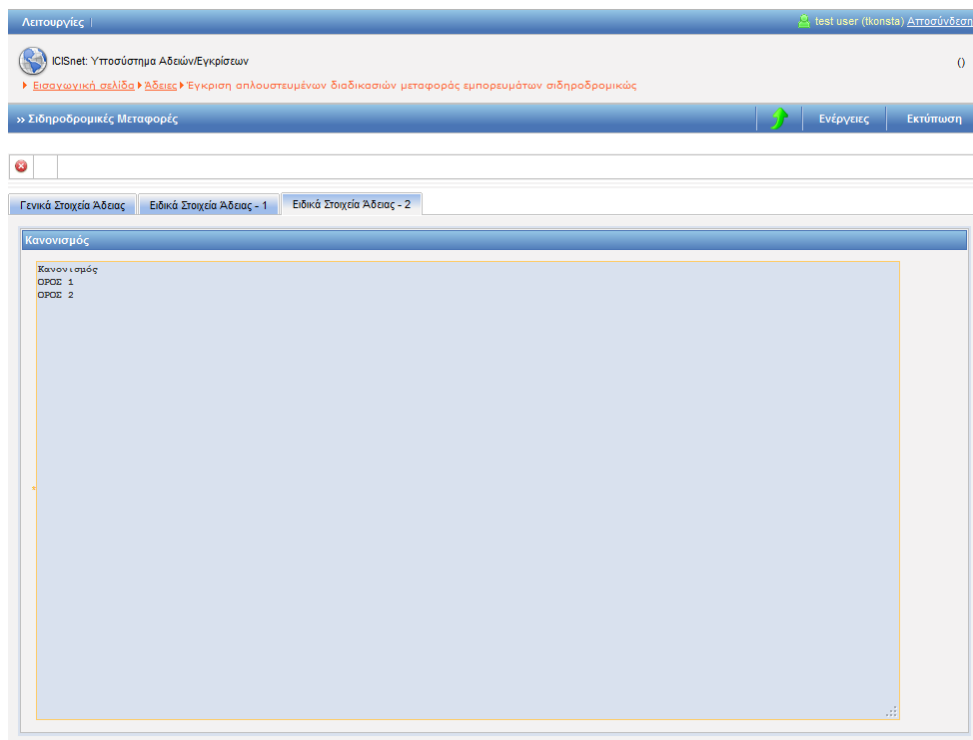 Λειτουργίες
test user (tkonsta) Αποσύνδεση
ICISnet: Υποσύστημα Αδειών/Εγκρίσεων
()
Εισαγωγική σελίδα Άδειες Έγκριση απλουστευμένων διαδικασιών μεταφοράς εμπορευμάτων σιδηροδρομικώς
›› Σιδηροδρομικές Μεταφορές Ενέργειες Εκτύπωση
Γενικά Στοιχεία Άδειας Ειδικά Στοιχεία Άδειας - 1 Ειδικά Στοιχεία Άδειας - 2
Κανονισμός
Κανονισμός
ΟΡΟΣ 1
ΟΡΟΣ 2
*